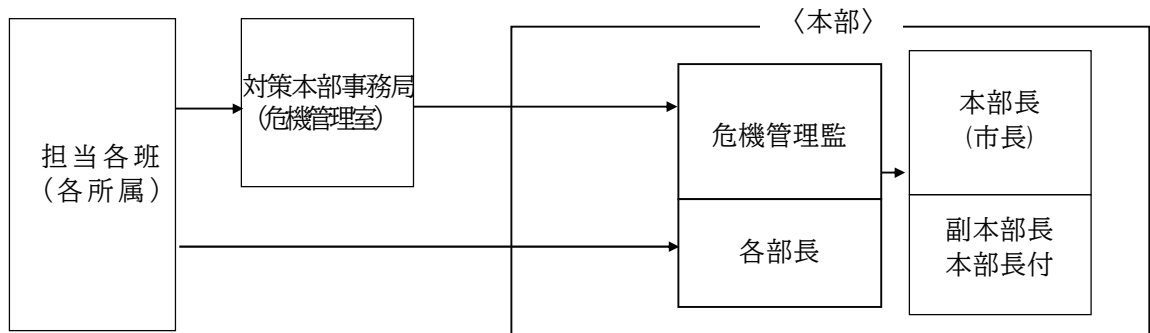 〈本部〉
担当各班
(各所属)
対策本部事務局
(危機管理室)
危機管理監
各部長
本部長
(市長)
副本部長
本部長付